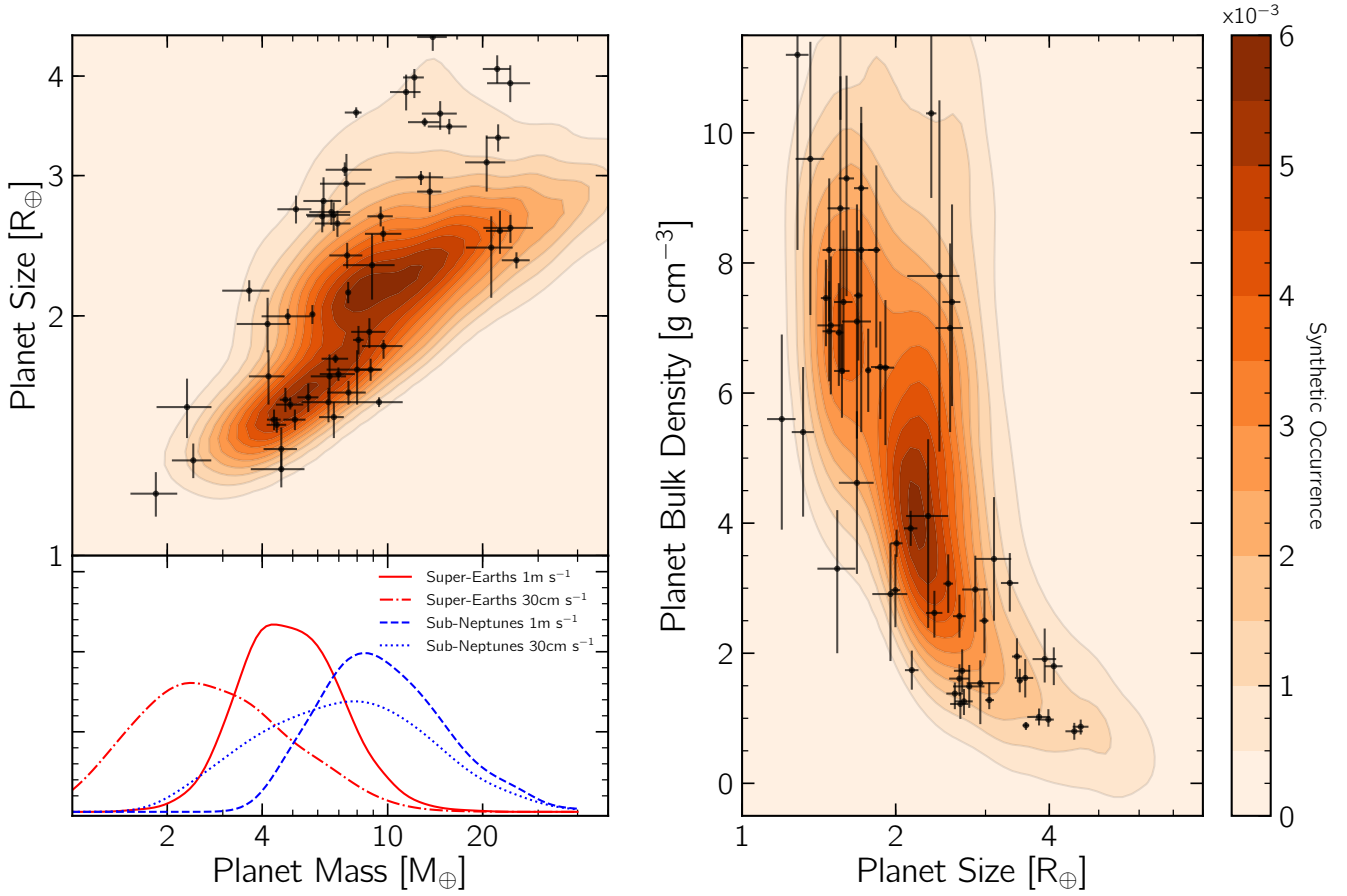 4
3
2
1
Planet Size [R⊕]
Super-Earths 1m s⁻¹
Super-Earths 30cm s⁻¹
Sub-Neptunes 1m s⁻¹
Sub-Neptunes 30cm s⁻¹
2 4 10 20
Planet Mass [M⊕]
10
8
6
4
2
0
Planet Bulk Density [g cm⁻³]
1 2 4
Planet Size [R⊕]
x10⁻³
6
5
4
3
2
1
0
Synthetic Occurrence